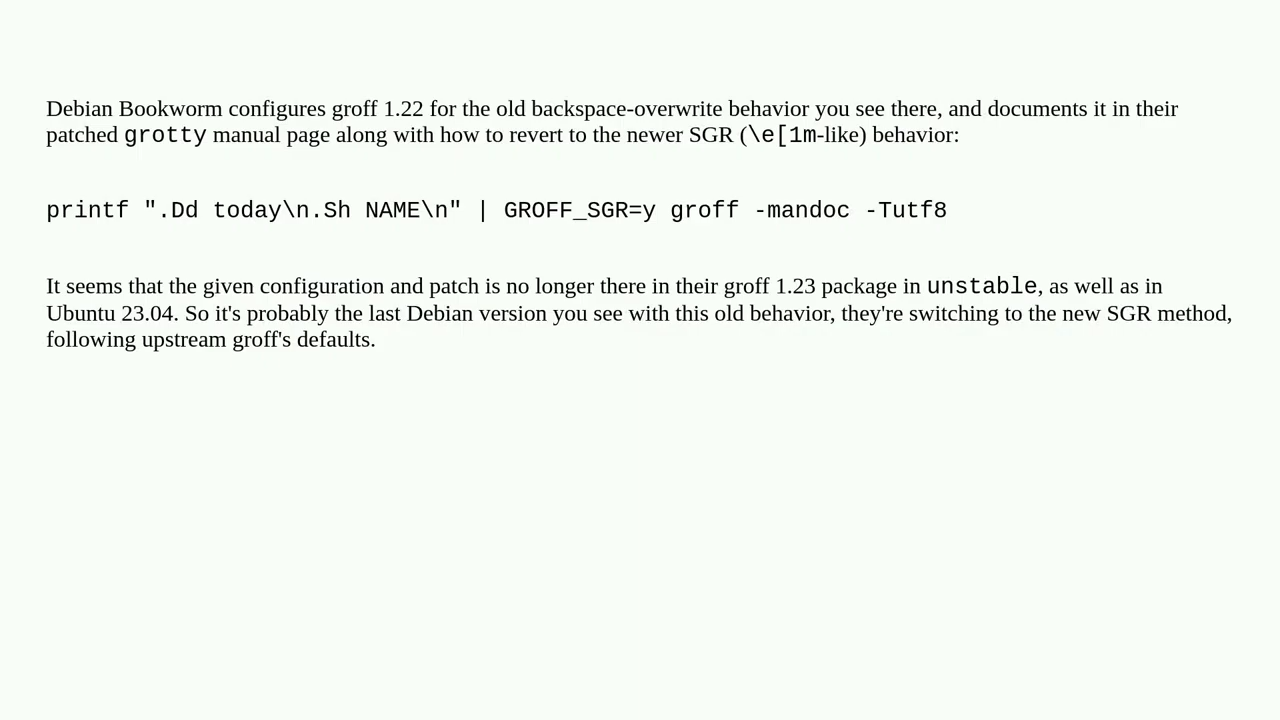 Debian Bookworm configures groff 1.22 for the old backspace-overwrite behavior you see there, and documents it in their
patched grotty manual page along with how to revert to the newer SGR (\e[1m-like) behavior:
printf ".Dd today\n.Sh NAME\n" | GROFF_SGR=y groff -mandoc -Tutf8
It seems that the given configuration and patch is no longer there in their groff 1.23 package in unstable, as well as in
Ubuntu 23.04. So it's probably the last Debian version you see with this old behavior, they're switching to the new SGR method,
following upstream groff's defaults.